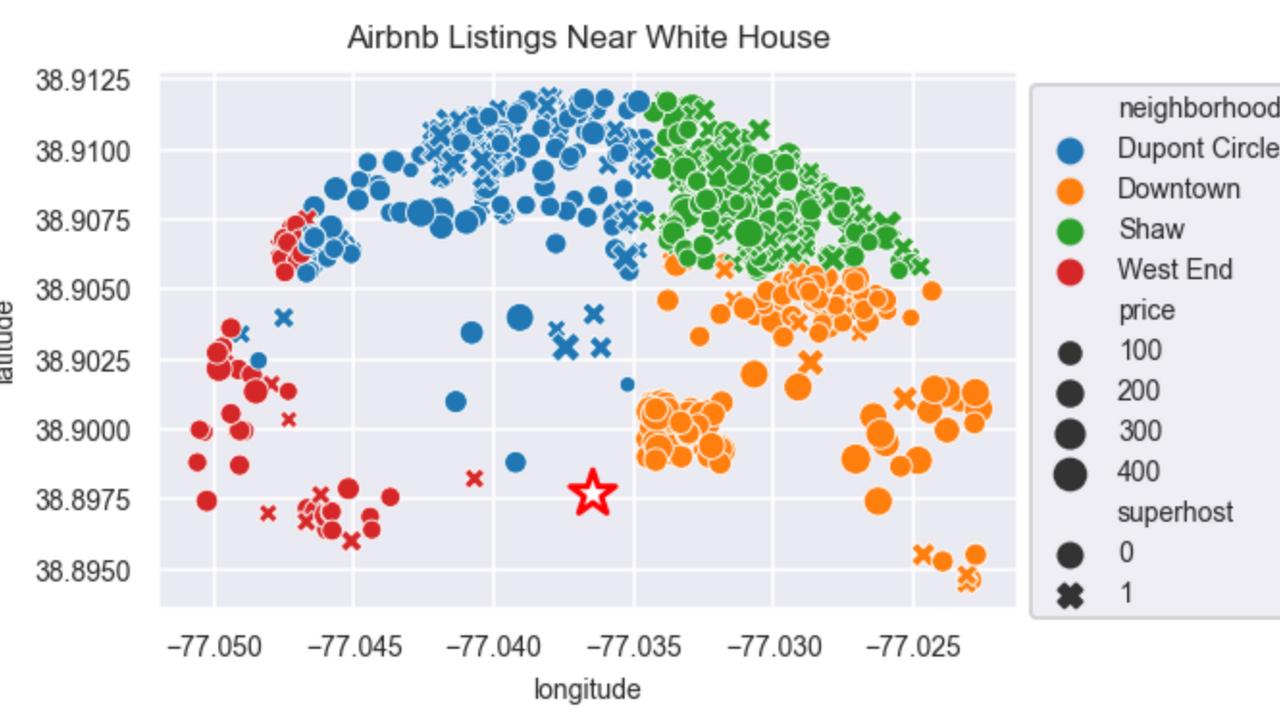 Airbnb Listings Near White House
38.9125
38.9100
38.9075
38.9050
38.9025
38.9000
38.8975
38.8950
latitude
−77.050 −77.045 −77.040 −77.035 −77.030 −77.025
longitude
neighborhood
Dupont Circle
Downtown
Shaw
West End
price
100
200
300
400
superhost
0
1